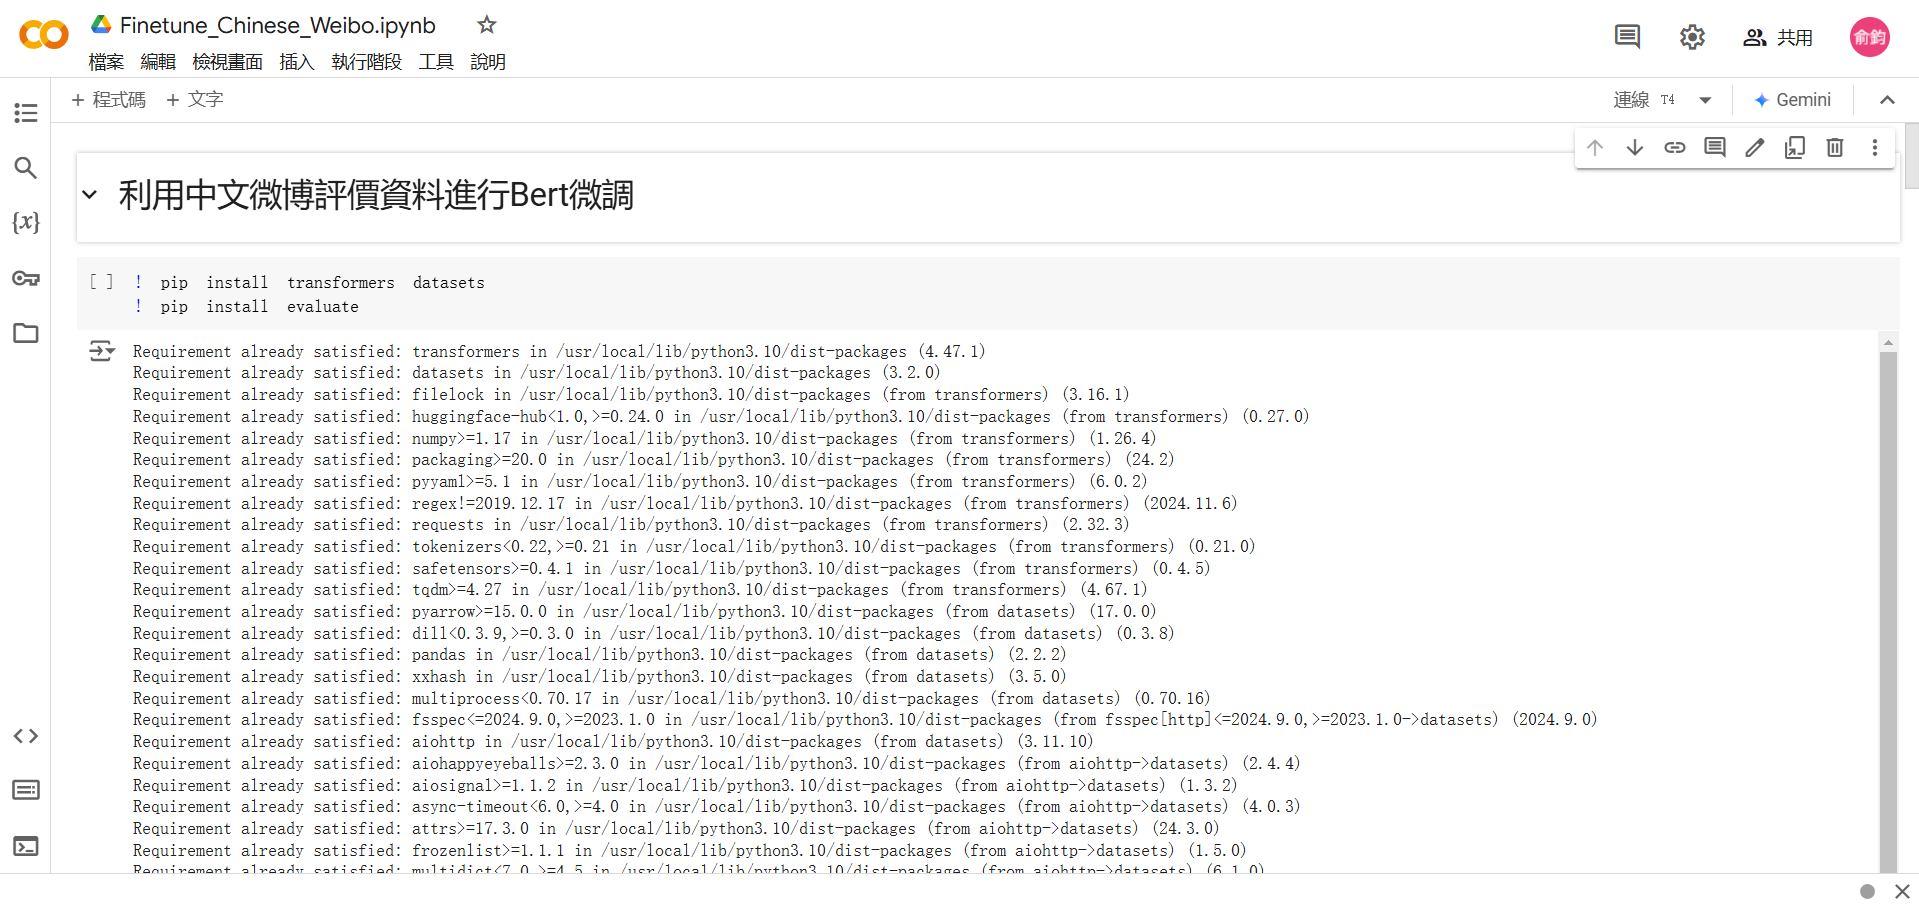 Finetune_Chinese_Weibo.ipynb
檔案 編輯 檢視畫面 插入 執行階段 工具 說明
共用
俞鈞
+ 程式碼 + 文字
連線 T4
Gemini
利用中文微博評價資料進行Bert微調
[ ] ! pip install transformers datasets
! pip install evaluate
Requirement already satisfied: transformers in /usr/local/lib/python3.10/dist-packages (4.47.1)
Requirement already satisfied: datasets in /usr/local/lib/python3.10/dist-packages (3.2.0)
Requirement already satisfied: filelock in /usr/local/lib/python3.10/dist-packages (from transformers) (3.16.1)
Requirement already satisfied: huggingface-hub<1.0,>=0.24.0 in /usr/local/lib/python3.10/dist-packages (from transformers) (0.27.0)
Requirement already satisfied: numpy>=1.17 in /usr/local/lib/python3.10/dist-packages (from transformers) (1.26.4)
Requirement already satisfied: packaging>=20.0 in /usr/local/lib/python3.10/dist-packages (from transformers) (24.2)
Requirement already satisfied: pyyaml>=5.1 in /usr/local/lib/python3.10/dist-packages (from transformers) (6.0.2)
Requirement already satisfied: regex!=2019.12.17 in /usr/local/lib/python3.10/dist-packages (from transformers) (2024.11.6)
Requirement already satisfied: requests in /usr/local/lib/python3.10/dist-packages (from transformers) (2.32.3)
Requirement already satisfied: tokenizers<0.22,>=0.21 in /usr/local/lib/python3.10/dist-packages (from transformers) (0.21.0)
Requirement already satisfied: safetensors>=0.4.1 in /usr/local/lib/python3.10/dist-packages (from transformers) (0.4.5)
Requirement already satisfied: tqdm>=4.27 in /usr/local/lib/python3.10/dist-packages (from transformers) (4.67.1)
Requirement already satisfied: pyarrow>=15.0.0 in /usr/local/lib/python3.10/dist-packages (from datasets) (17.0.0)
Requirement already satisfied: dill<0.3.9,>=0.3.0 in /usr/local/lib/python3.10/dist-packages (from datasets) (0.3.8)
Requirement already satisfied: pandas in /usr/local/lib/python3.10/dist-packages (from datasets) (2.2.2)
Requirement already satisfied: xxhash in /usr/local/lib/python3.10/dist-packages (from datasets) (3.5.0)
Requirement already satisfied: multiprocess<0.70.17 in /usr/local/lib/python3.10/dist-packages (from datasets) (0.70.16)
Requirement already satisfied: fsspec<=2024.9.0,>=2023.1.0 in /usr/local/lib/python3.10/dist-packages (from fsspec[http]<=2024.9.0,>=2023.1.0->datasets) (2024.9.0)
Requirement already satisfied: aiohttp in /usr/local/lib/python3.10/dist-packages (from datasets) (3.11.10)
Requirement already satisfied: aiohappyeyeballs>=2.3.0 in /usr/local/lib/python3.10/dist-packages (from aiohttp->datasets) (2.4.4)
Requirement already satisfied: aiosignal>=1.1.2 in /usr/local/lib/python3.10/dist-packages (from aiohttp->datasets) (1.3.2)
Requirement already satisfied: async-timeout<6.0,>=4.0 in /usr/local/lib/python3.10/dist-packages (from aiohttp->datasets) (4.0.3)
Requirement already satisfied: attrs>=17.3.0 in /usr/local/lib/python3.10/dist-packages (from aiohttp->datasets) (24.3.0)
Requirement already satisfied: frozenlist>=1.1.1 in /usr/local/lib/python3.10/dist-packages (from aiohttp->datasets) (1.5.0)
Requirement already satisfied: multidict<7.0,>=4.5 in /usr/local/lib/python3.10/dist-packages (from aiohttp->datasets) (6.1.0)